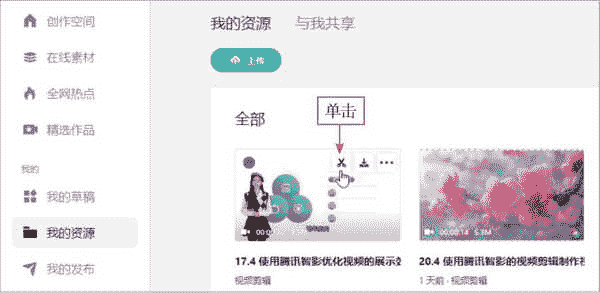 创作空间
在线素材
全网热点
精选作品
我的
我的草稿
我的资源
我的发布
我的资源 与我共享
上传
全部
单击
17.4 使用腾讯智影优化视频的展示效
视频剪辑
20.4 使用腾讯智影的视频剪辑制作视
1 天前 · 视频剪辑